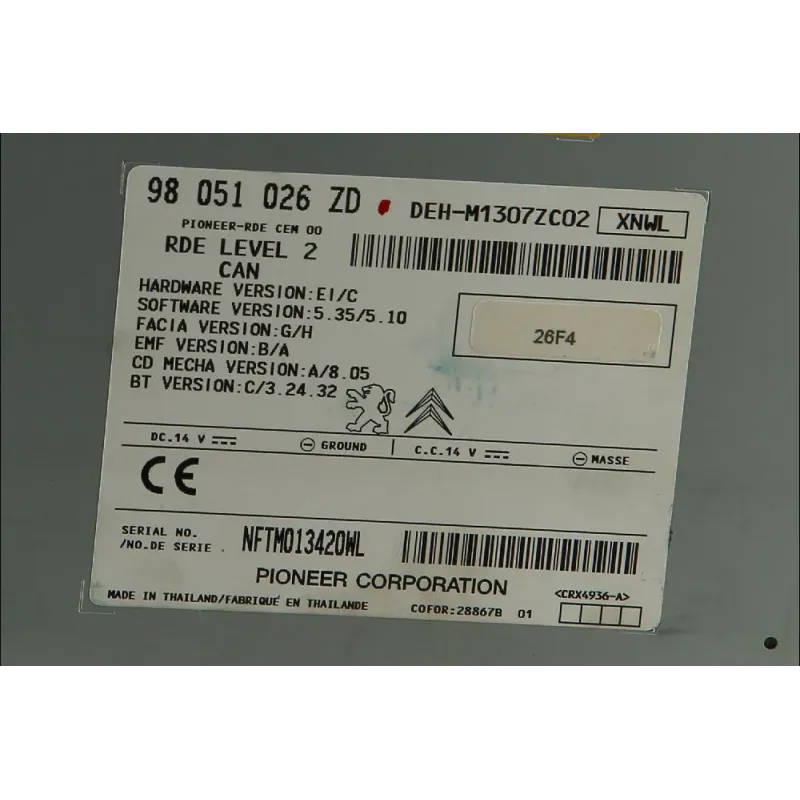 98 051 026 ZD DEH-M1307ZC02 XNWL
PIONEER-RDE CEM 00
RDE LEVEL 2
CAN
HARDWARE VERSION:EI/C
SOFTWARE VERSION:5.35/5.10
FACIA VERSION:G/H
EMF VERSION:B/A
CD MECHA VERSION:A/8.05
BT VERSION:C/3.24.32
26F4
DC.14 V GROUND C.C.14 V MASSE
CE
SERIAL NO.
/NO.DE SERIE . NFTM013420WL
PIONEER CORPORATION
<CRX4936-A>
MADE IN THAILAND/FABRIQUÉ EN THAILANDE COFOR:28867B 01